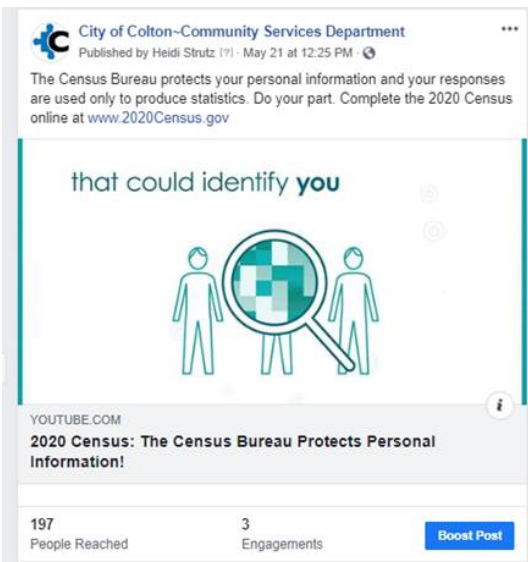 City of Colton~Community Services Department
Published by Heidi Strutz [?] · May 21 at 12:25 PM ·
The Census Bureau protects your personal information and your responses
are used only to produce statistics. Do your part. Complete the 2020 Census
online at www.2020Census.gov
that could identify you
YOUTUBE.COM
2020 Census: The Census Bureau Protects Personal
Information!
197
People Reached
3
Engagements
Boost Post